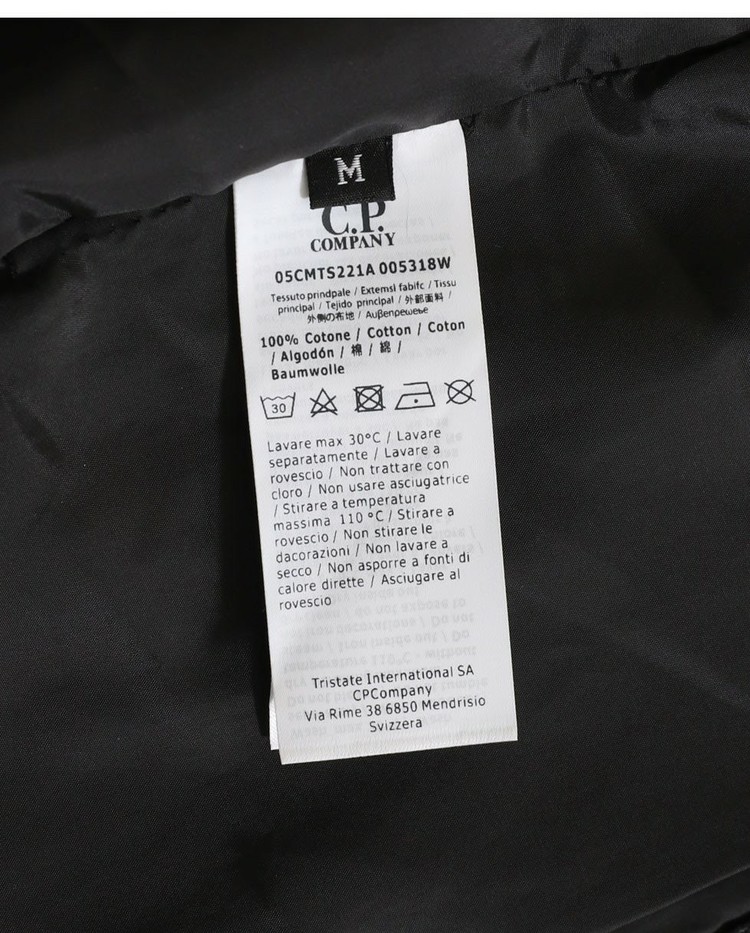 M
C.P.
COMPANY
05CMTS221A 005318W
Tessuto prindpale / Extemsl fabifc / Tissu
principal / Tejido principal / 外部面料 /
外側の布地 / Außenpewebe
100% Cotone / Cotton / Coton
/ Algodón / 棉 / 綿 /
Baumwolle
30
Lavare max 30°C / Lavare
separatamente / Lavare a
rovescio / Non trattare con
cloro / Non usare asciugatrice
/ Stirare a temperatura
massima 110 °C / Stirare a
rovescio / Non stirare le
dacorazioni / Non lavare a
secco / Non asporre a fonti di
calore dirette / Asciugare al
rovescio
Tristate International SA
CPCompany
Via Rime 38 6850 Mendrisio
Svizzera